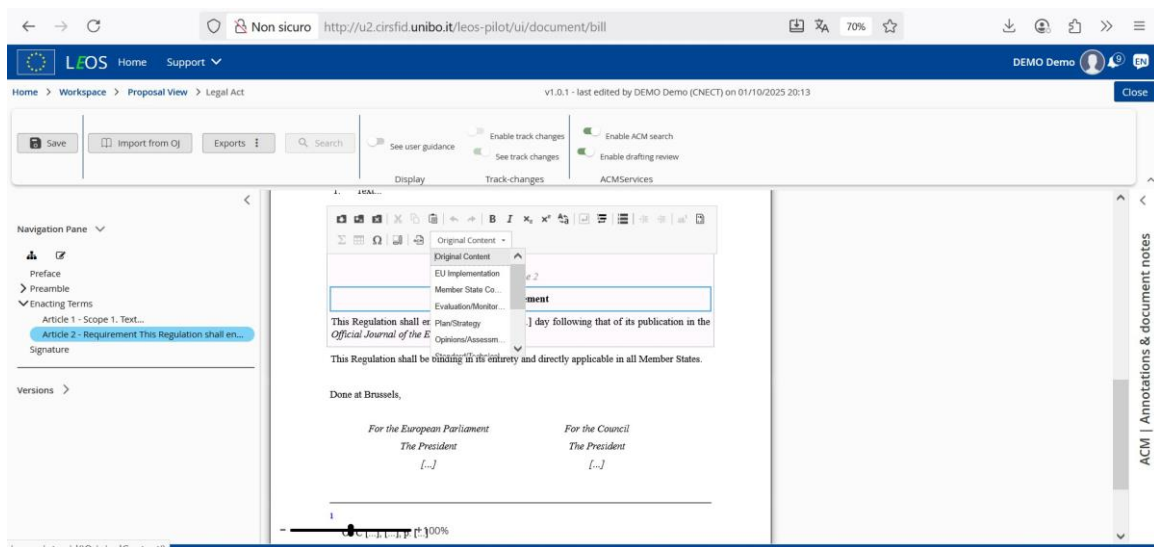 Non sicuro http://u2.cirsfid.unibo.it/leos-pilot/ui/document/bill 70%
LEOS Home Support DEMO Demo 9 EN
Home > Workspace > Proposal View > Legal Act v1.0.1 - last edited by DEMO Demo (CNECT) on 01/10/2025 20:13 Close
Save Import from OJ Exports Search See user guidance Enable track changes Enable ACM search
See track changes Enable drafting review
Display Track-changes ACMServices
1. Text...
Navigation Pane
Preface
Preamble
Enacting Terms
Article 1 - Scope 1. Text...
Article 2 - Requirement This Regulation shall en...
Signature
Versions
B I x₂ x² Σ Ω Original Content
Original Content
EU Implementation
Member State Co...
Evaluation/Monitor...
Plan/Strategy
Opinions/Assessm...
2
ment
This Regulation shall en ] day following that of its publication in the
Official Journal of the E
This Regulation shall be binding in its entirety and directly applicable in all Member States.
Done at Brussels,
For the European Parliament For the Council
The President The President
[...] [...]
1
- + 100%
ACM | Annotations & document notes